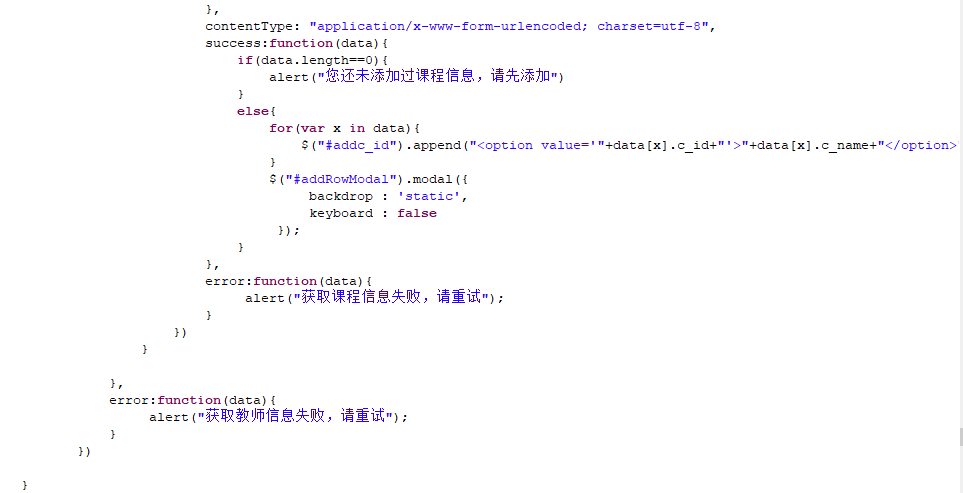 },
contentType: "application/x-www-form-urlencoded; charset=utf-8",
success:function(data){
if(data.length==0){
alert("您还未添加过课程信息，请先添加")
}
else{
for(var x in data){
$("#addc_id").append("<option value='"+data[x].c_id+"'>"+data[x].c_name+"</option>"
}
$("#addRowModal").modal({
backdrop : 'static',
keyboard : false
});
}
},
error:function(data){
alert("获取课程信息失败，请重试");
}
})
}
},
error:function(data){
alert("获取教师信息失败，请重试");
}
})
}